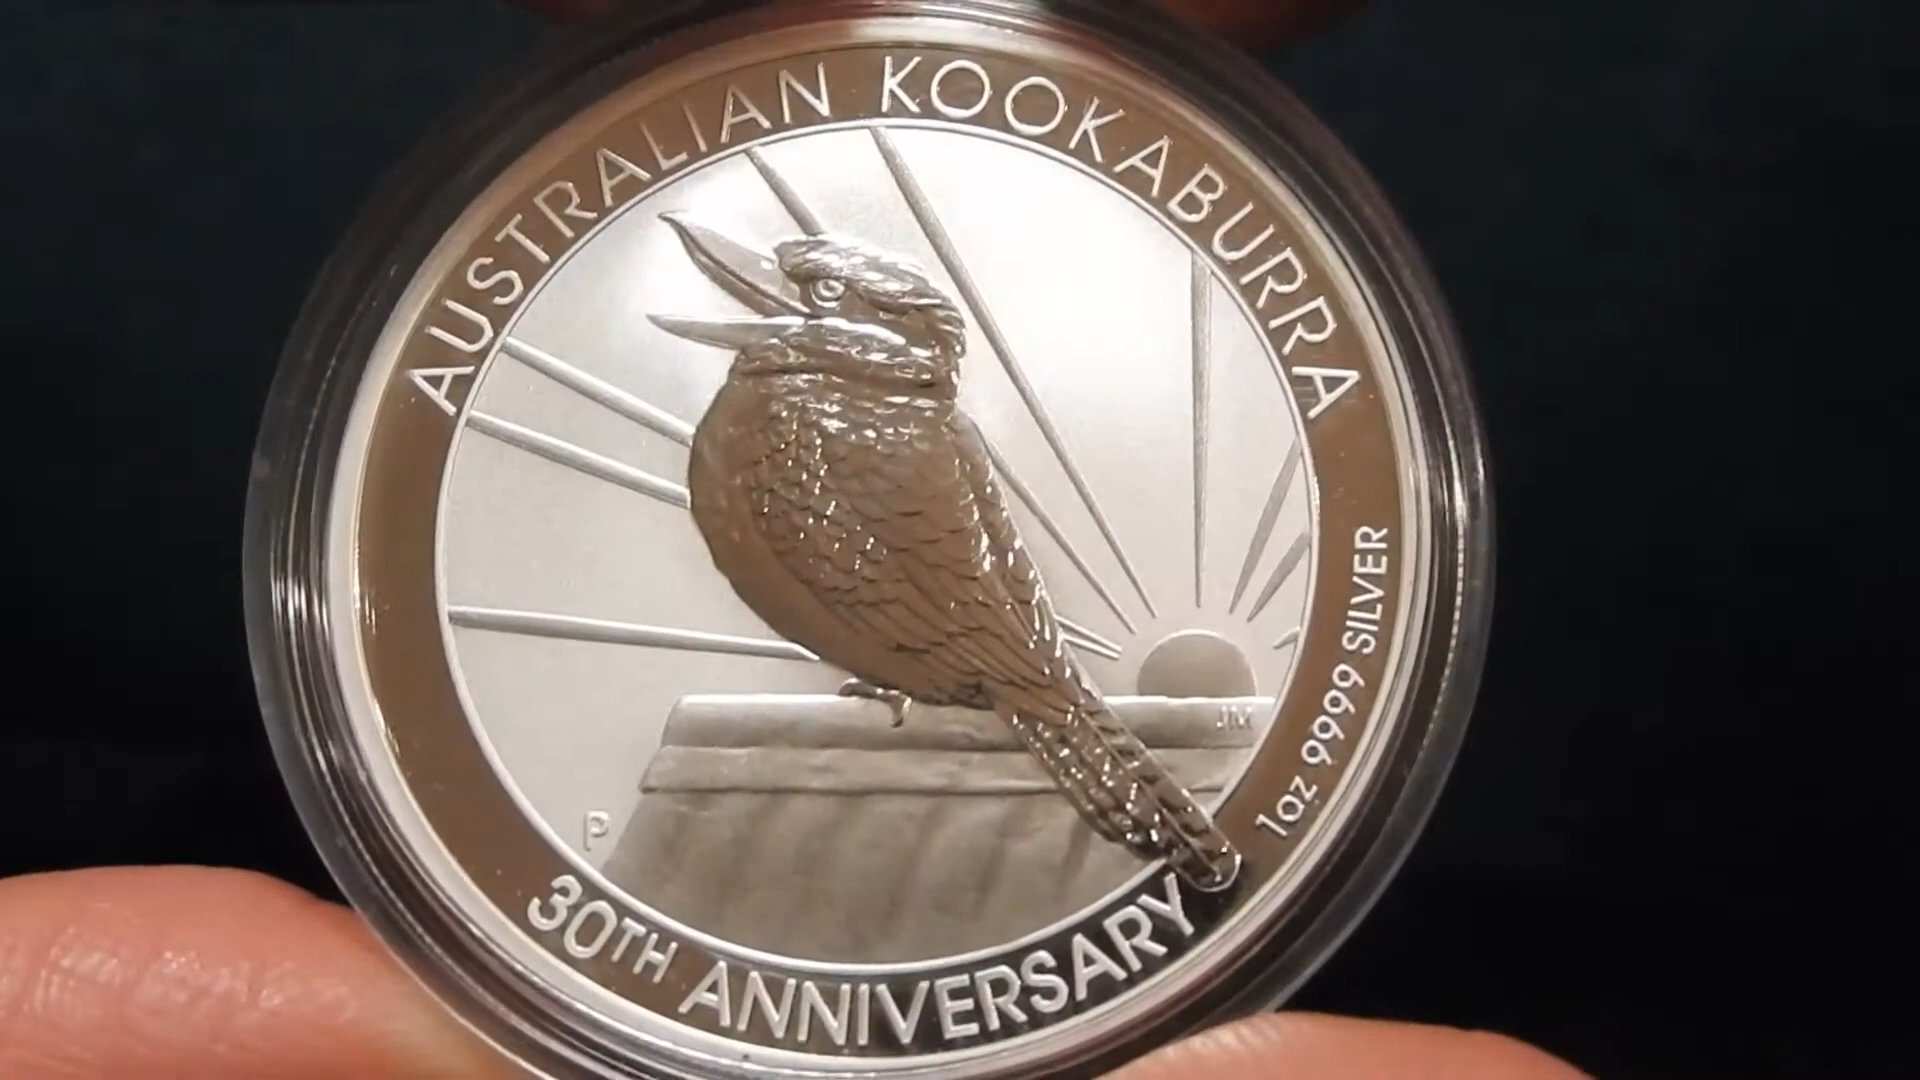 AUSTRALIAN KOOKABURRA
1oz 9999 SILVER
JM
P
30TH ANNIVERSARY